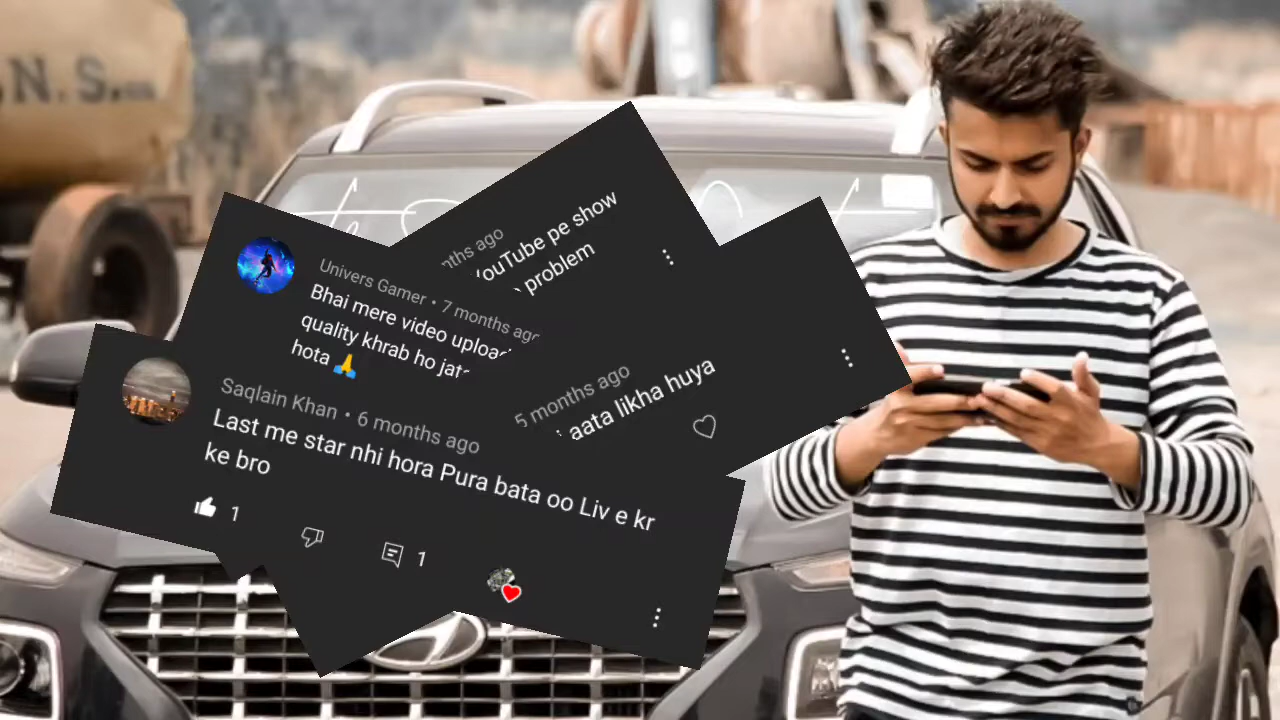 N. S.
nths ago
YouTube pe show
problem
Univers Gamer • 7 months ago
Bhai mere video upload
quality khrab ho jata
hota 🙏
5 months ago
aata likha huya
Saqlain Khan • 6 months ago
Last me star nhi hora Pura bata oo Liv e kr
ke bro
1
1